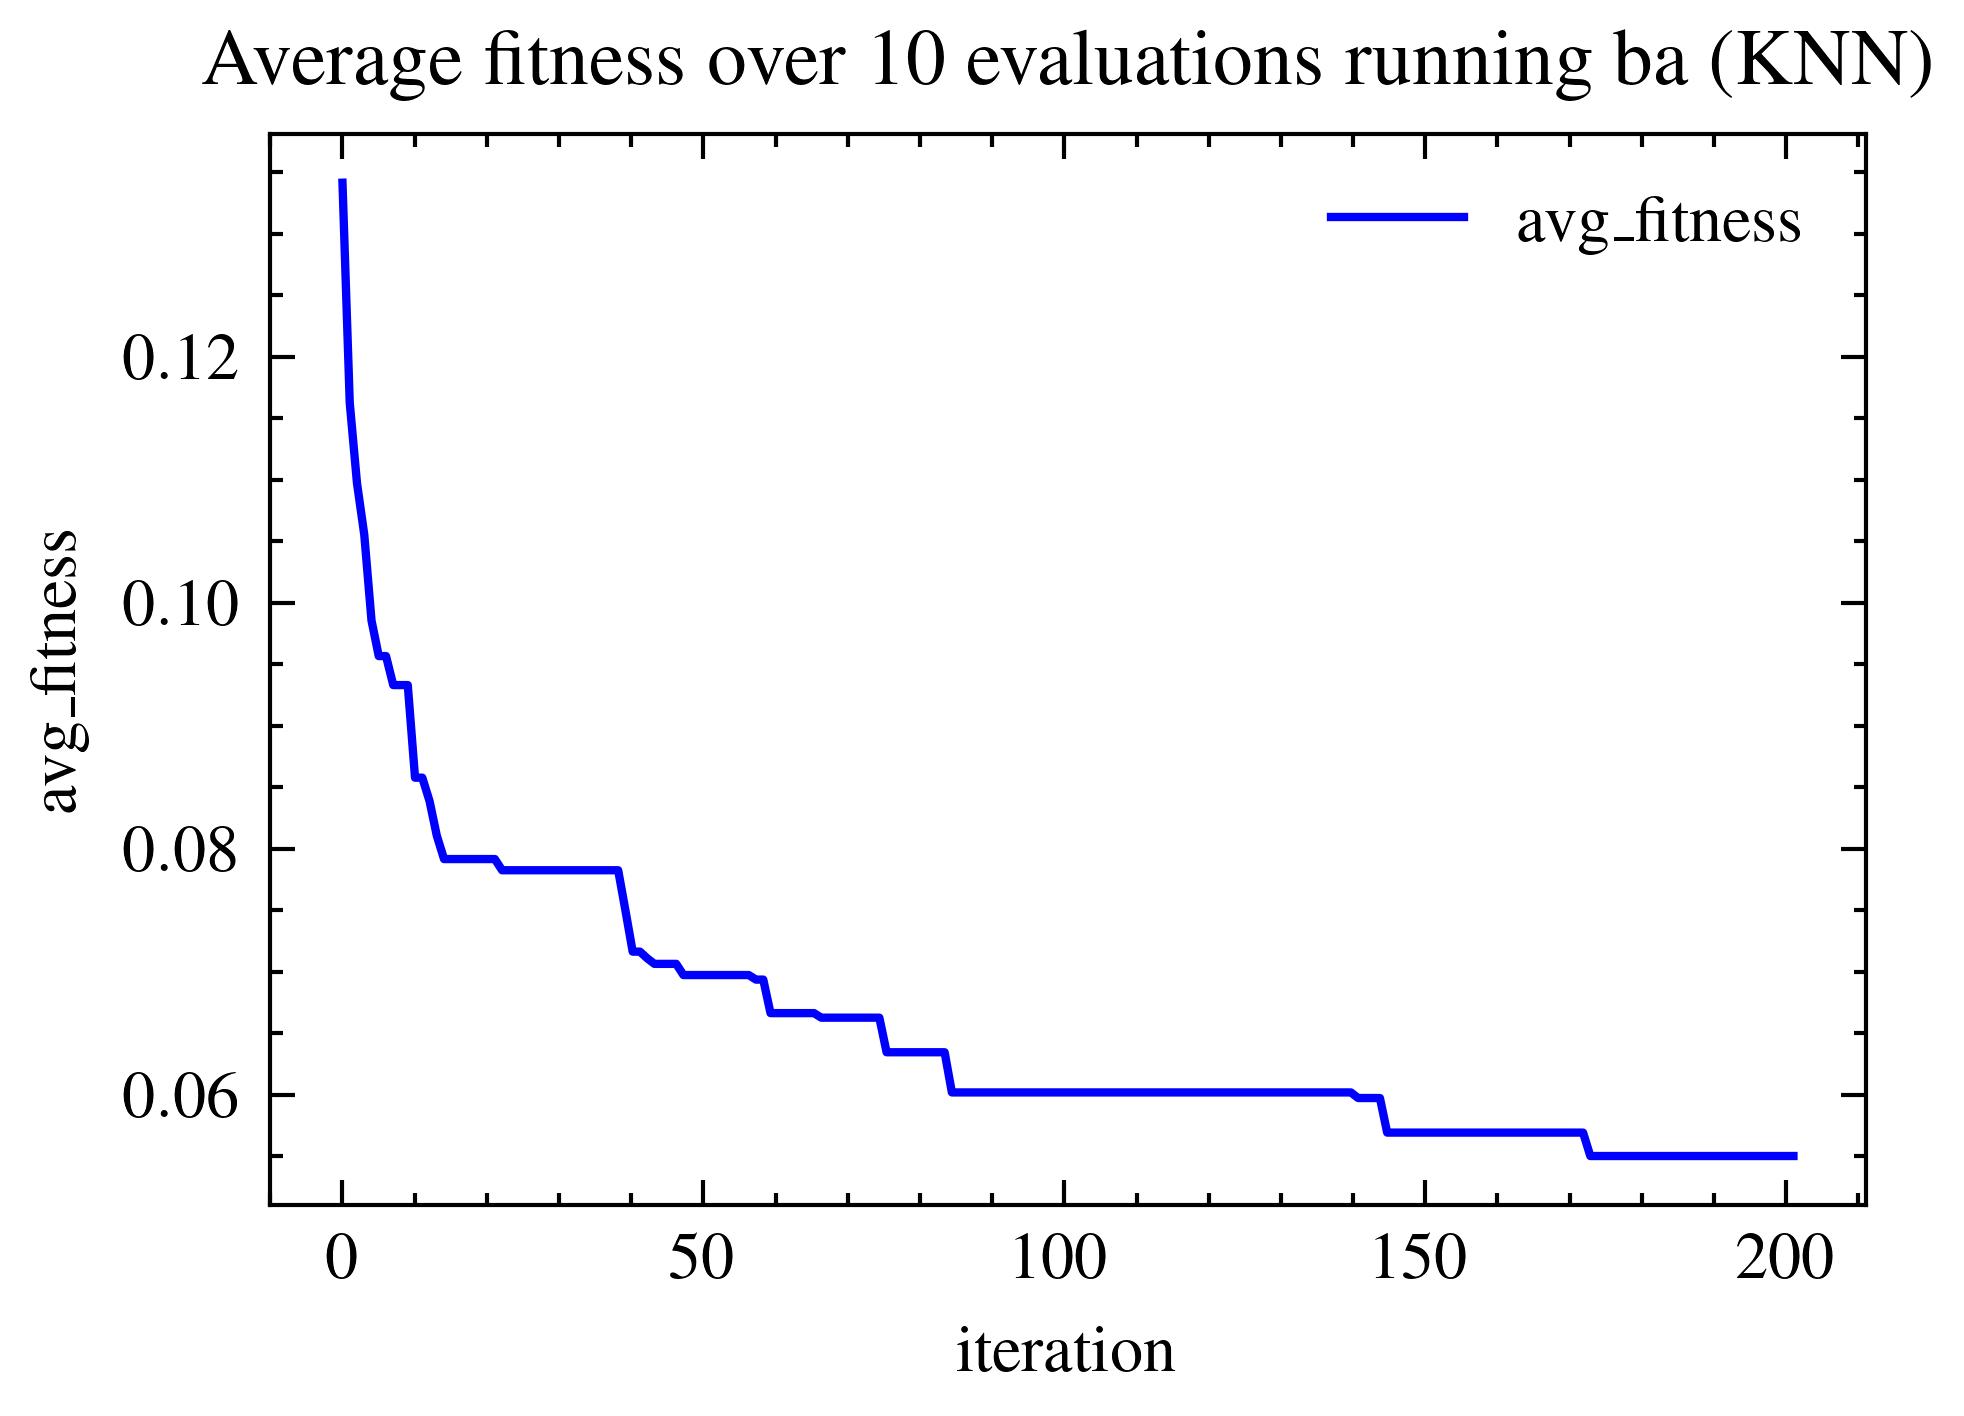 Average fitness over 10 evaluations running ba (KNN)
avg_fitness
0.12
0.10
0.08
0.06
avg_fitness
0 50 100 150 200
iteration